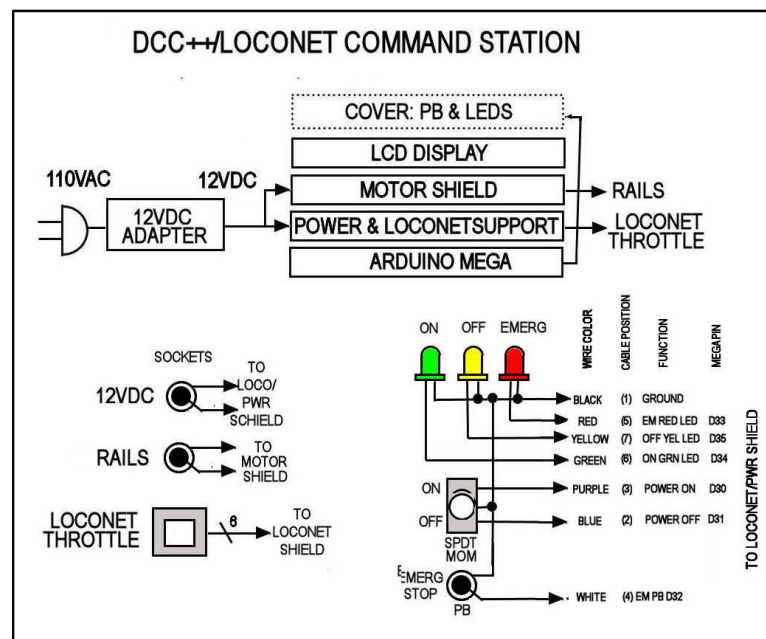 DCC++/LOCONET COMMAND STATION
COVER: PB & LEDS
LCD DISPLAY
110VAC
12VDC
MOTOR SHIELD
RAILS
12VDC
ADAPTER
POWER & LOCONETSUPPORT
LOCONET
THROTTLE
ARDUINO MEGA
SOCKETS
12VDC
TO
LOCO/
PWR
SCHIELD
RAILS
TO
MOTOR
SHIELD
LOCONET
THROTTLE
6
TO
LOCONET
SHIELD
ON OFF EMERG
WIRE COLOR
CABLE POSITION
FUNCTION
MEGAPIN
BLACK (1) GROUND
RED (5) EM RED LED D33
YELLOW (7) OFF YEL LED D35
GREEN (6) ON GRN LED D34
ON
PURPLE (3) POWER ON D30
OFF
BLUE (2) POWER OFF D31
SPDT
MOM
EMERG
STOP
PB
WHITE (4) EM PB D32
TO LOCONET/PWR SHIELD